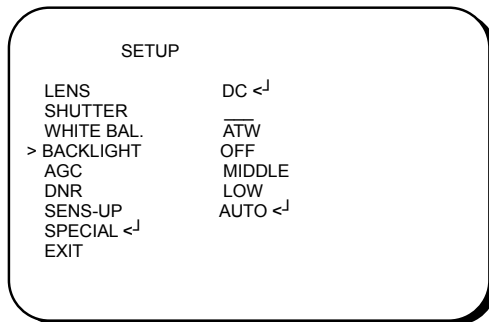 SETUP
LENS DC <┘
SHUTTER ___
WHITE BAL. ATW
> BACKLIGHT OFF
AGC MIDDLE
DNR LOW
SENS-UP AUTO <┘
SPECIAL <┘
EXIT